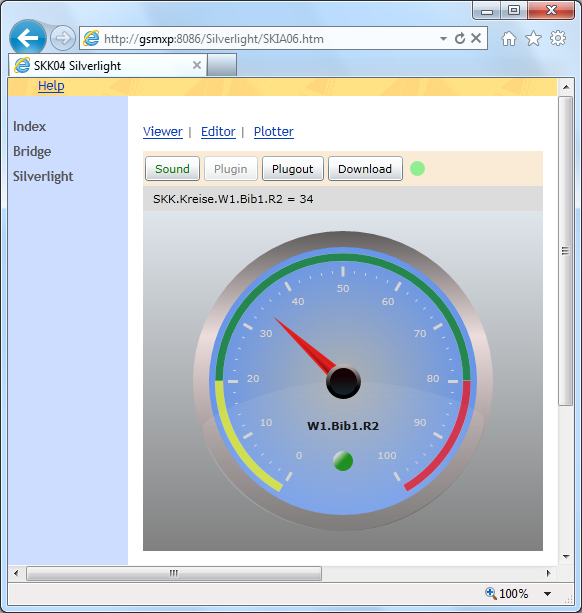 http://gsmxp:8086/Silverlight/SKIA06.htm
SKK04 Silverlight
Help
Index
Bridge
Silverlight
Viewer | Editor | Plotter
Sound Plugin Plugout Download
SKK.Kreise.W1.Bib1.R2 = 34
50
40 60
30 70
20 80
10 90
0 100
W1.Bib1.R2
100%